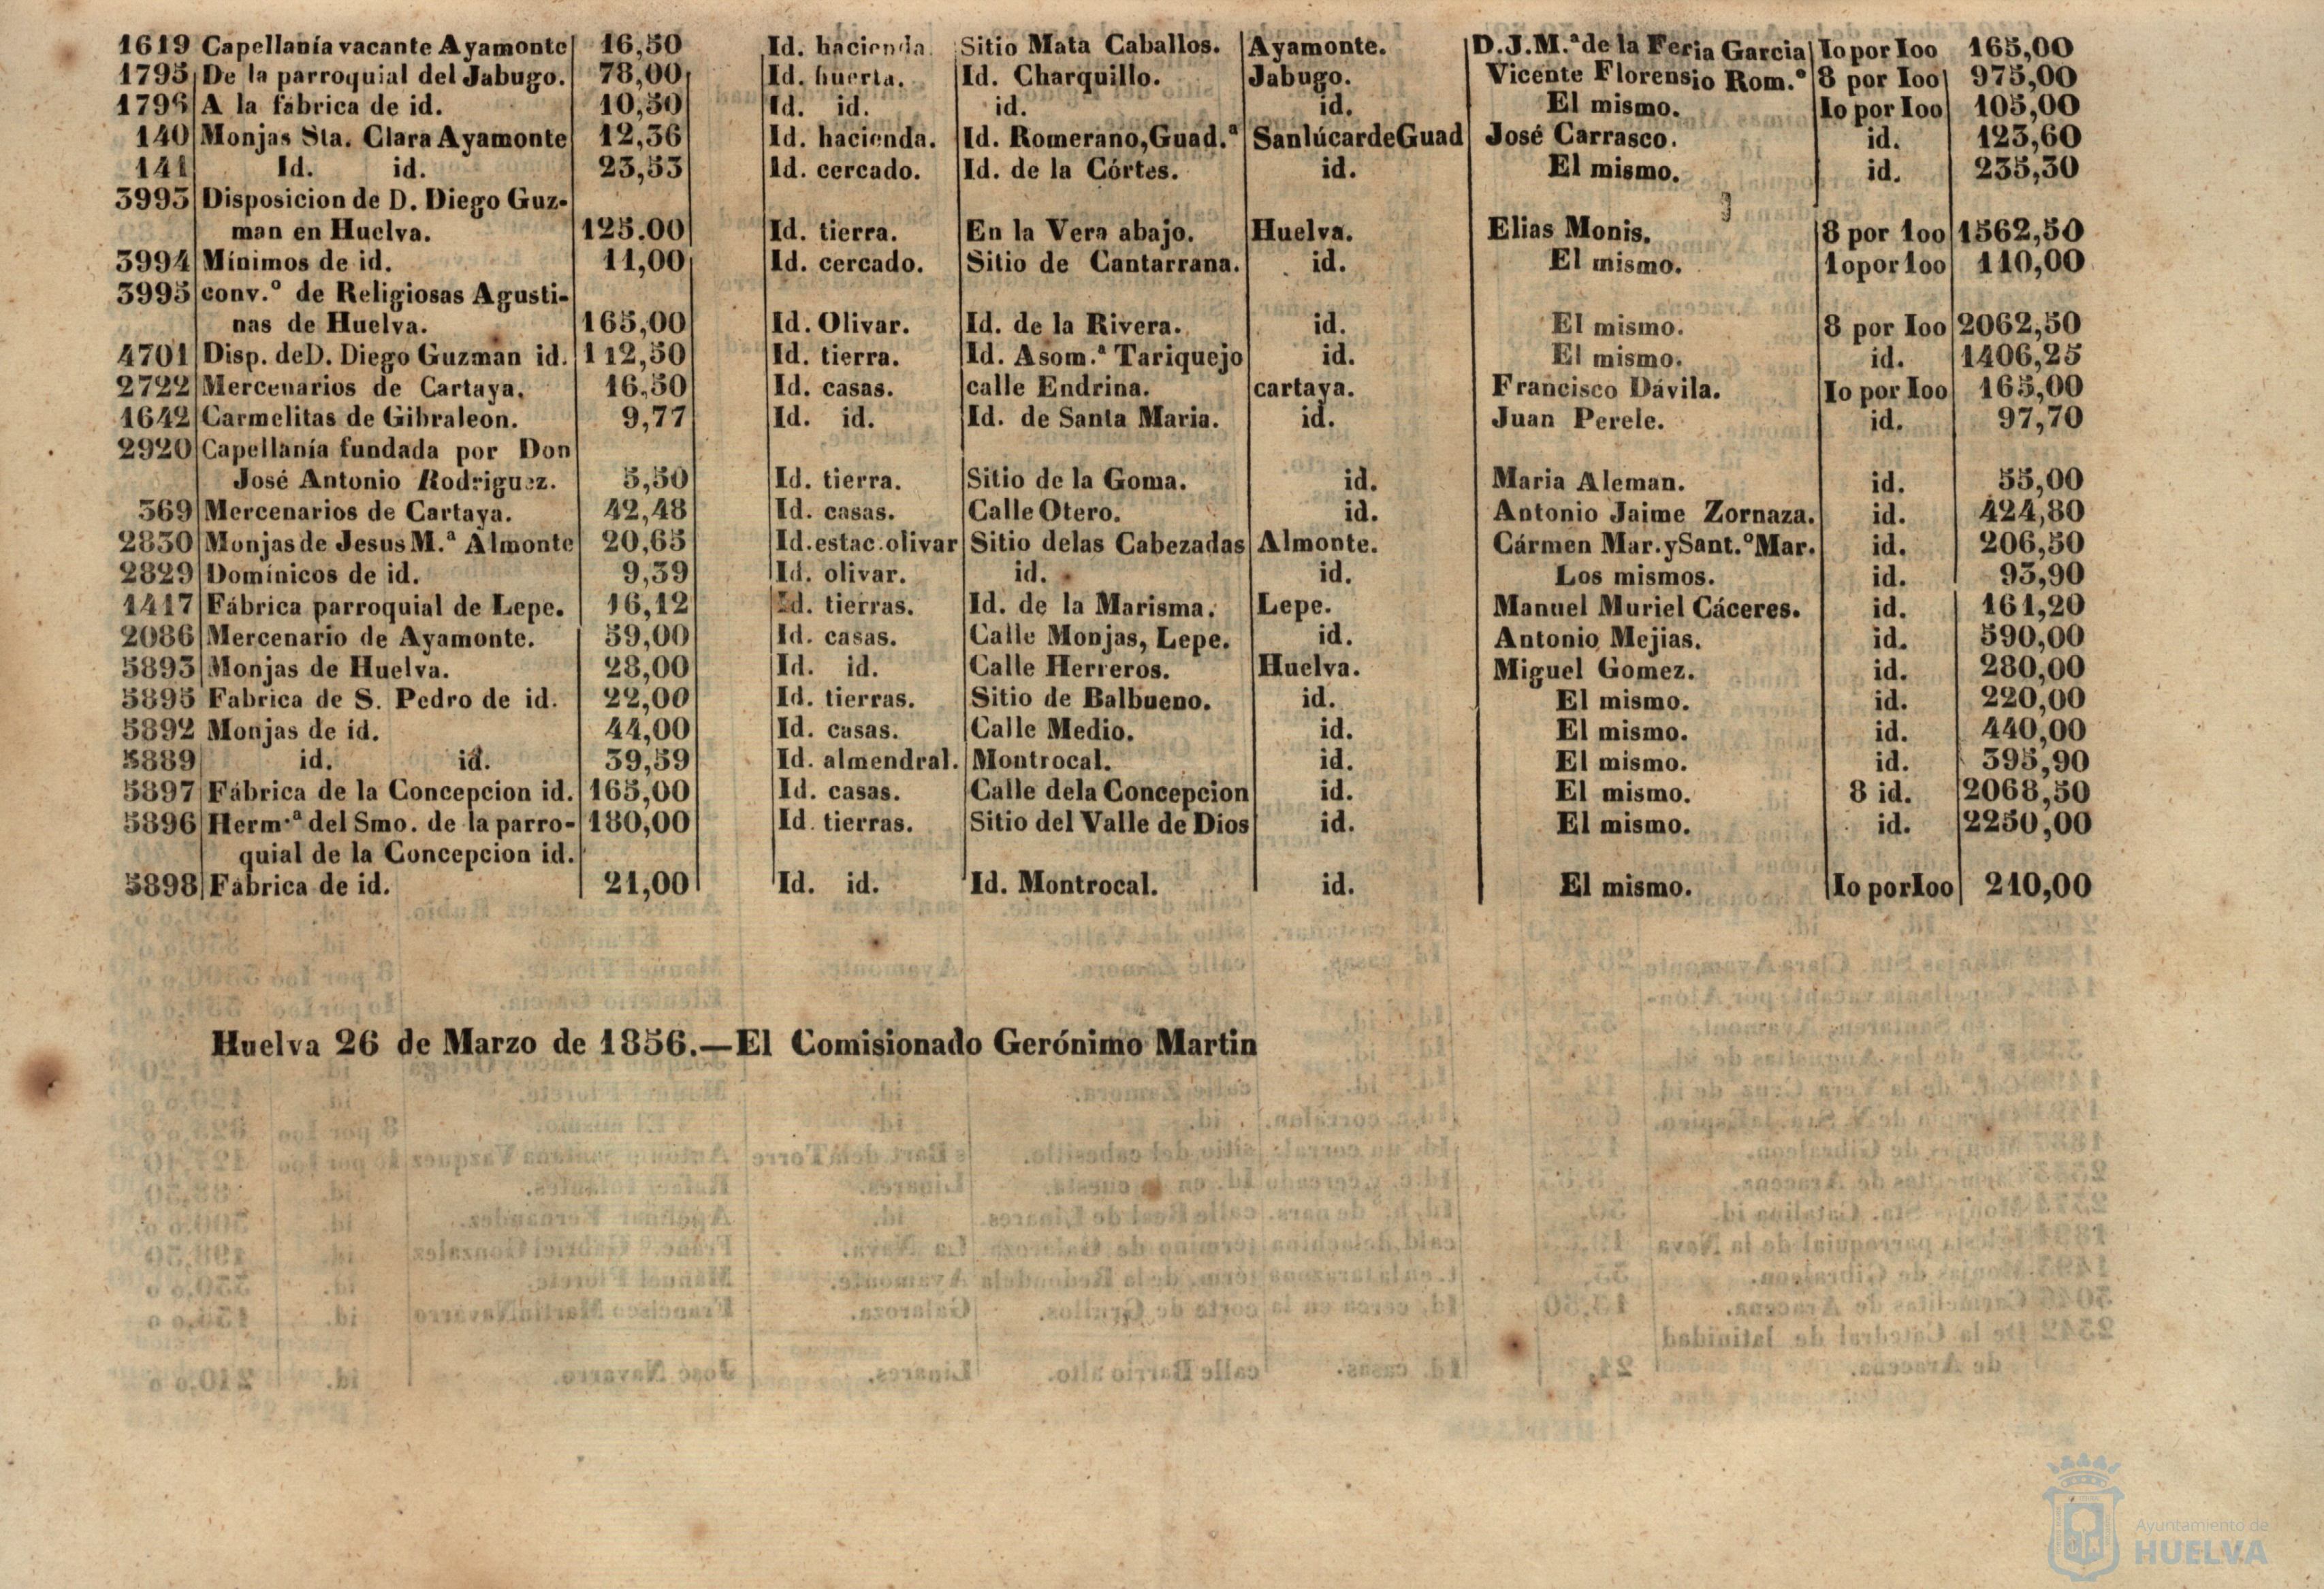 1619 Capellanía vacante Ayamonte 16,50 Id. hacienda. Sitio Mata Caballos. Ayamonte. D.J.M.ª de la Feria Garcia Io por Ioo 165,00
1795 De la parroquial del Jabugo. 78,00 Id. huerta. Id. Charquillo. Jabugo. Vicente Florensio Rom.º 8 por Ioo 975,00
1796 A la fábrica de id. 10,50 Id. id. id. id. El mismo. Io por Ioo 105,00
140 Monjas Sta. Clara Ayamonte 12,36 Id. hacienda. Id. Romerano, Guad.ª SanlúcardeGuad José Carrasco. id. 123,60
141 Id. id. 23,53 Id. cercado. Id. de la Córtes. id. El mismo. id. 235,30
3993 Disposicion de D. Diego Guz-
man en Huelva. 125.00 Id. tierra. En la Vera abajo. Huelva. Elias Monis. 8 por 1oo 1562,50
3994 Mínimos de id. 11,00 Id. cercado. Sitio de Cantarrana. id. El mismo. 1opor1oo 110,00
3995 conv.º de Religiosas Agusti-
nas de Huelva. 165,00 Id. Olivar. Id. de la Rivera. id. El mismo. 8 por Ioo 2062,50
4701 Disp. deD. Diego Guzman id. 112,50 Id. tierra. Id. Asom.ª Tariquejo id. El mismo. id. 1406,25
2722 Mercenarios de Cartaya. 16,50 Id. casas. calle Endrina. cartaya. Francisco Dávila. Io por Ioo 165,00
1642 Carmelitas de Gibraleon. 9,77 Id. id. Id. de Santa Maria. id. Juan Perele. id. 97,70
2920 Capellanía fundada por Don
José Antonio Rodriguez. 5,50 Id. tierra. Sitio de la Goma. id. Maria Aleman. id. 55,00
369 Mercenarios de Cartaya. 42,48 Id. casas. Calle Otero. id. Antonio Jaime Zornaza. id. 424,80
2830 Monjas de Jesus M.ª Almonte 20,65 Id.estac.olivar Sitio delas Cabezadas Almonte. Cármen Mar.ySant.ºMar. id. 206,50
2829 Domínicos de id. 9,39 Id. olivar. id. id. Los mismos. id. 93,90
1417 Fábrica parroquial de Lepe. 16,12 Id. tierras. Id. de la Marisma. Lepe. Manuel Muriel Cáceres. id. 161,20
2086 Mercenario de Ayamonte. 59,00 Id. casas. Calle Monjas, Lepe. id. Antonio Mejias. id. 590,00
5893 Monjas de Huelva. 28,00 Id. id. Calle Herreros. Huelva. Miguel Gomez. id. 280,00
5895 Fabrica de S. Pedro de id. 22,00 Id. tierras. Sitio de Balbueno. id. El mismo. id. 220,00
5892 Monjas de id. 44,00 Id. casas. Calle Medio. id. El mismo. id. 440,00
5889 id. id. 39,59 Id. almendral. Montrocal. id. El mismo. id. 395,90
5897 Fábrica de la Concepcion id. 165,00 Id. casas. Calle dela Concepcion id. El mismo. 8 id. 2068,50
5896 Herm.ª del Smo. de la parro- 180,00 Id. tierras. Sitio del Valle de Dios id. El mismo. id. 2250,00
quial de la Concepcion id.
5898 Fábrica de id. 21,00 Id. id. Id. Montrocal. id. El mismo. Io porIoo 210,00
Huelva 26 de Marzo de 1856.—El Comisionado Gerónimo Martin
Ayuntamiento de
HUELVA